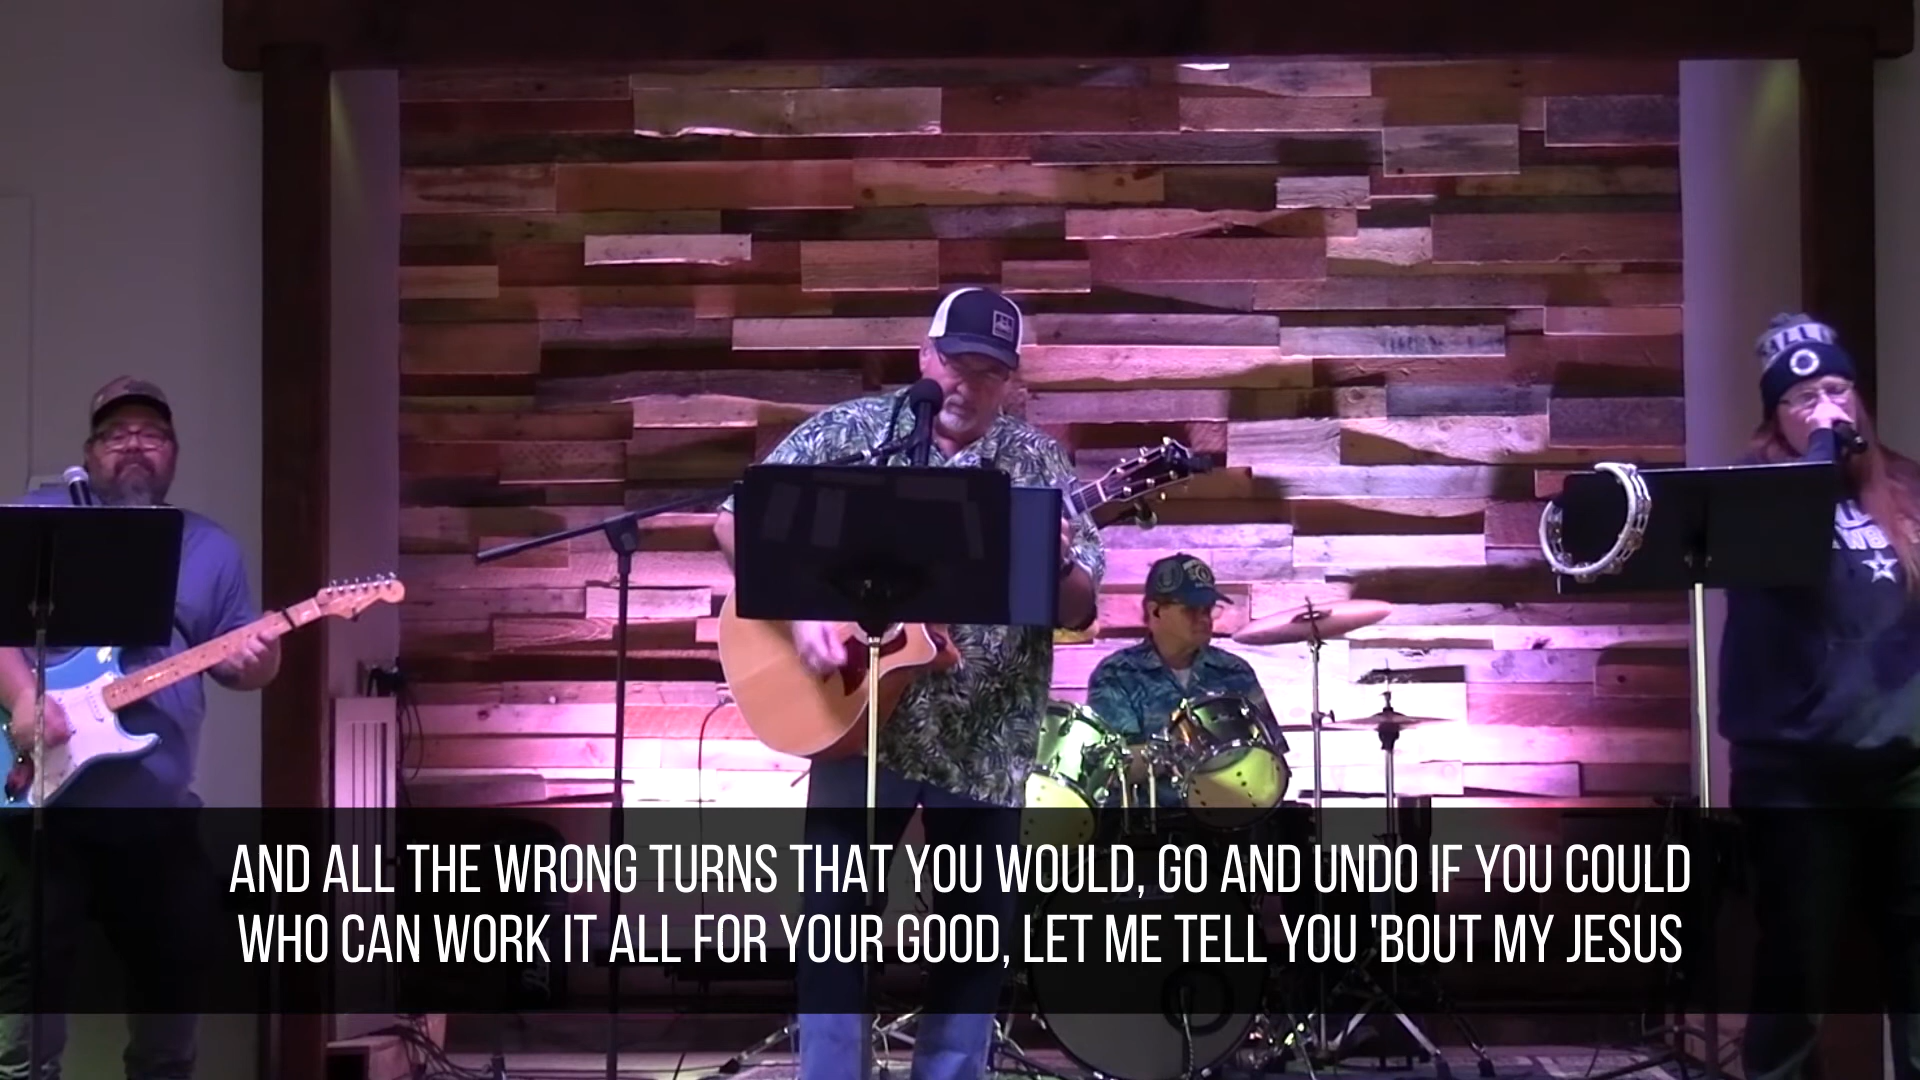 AND ALL THE WRONG TURNS THAT YOU WOULD, GO AND UNDO IF YOU COULD
WHO CAN WORK IT ALL FOR YOUR GOOD, LET ME TELL YOU 'BOUT MY JESUS